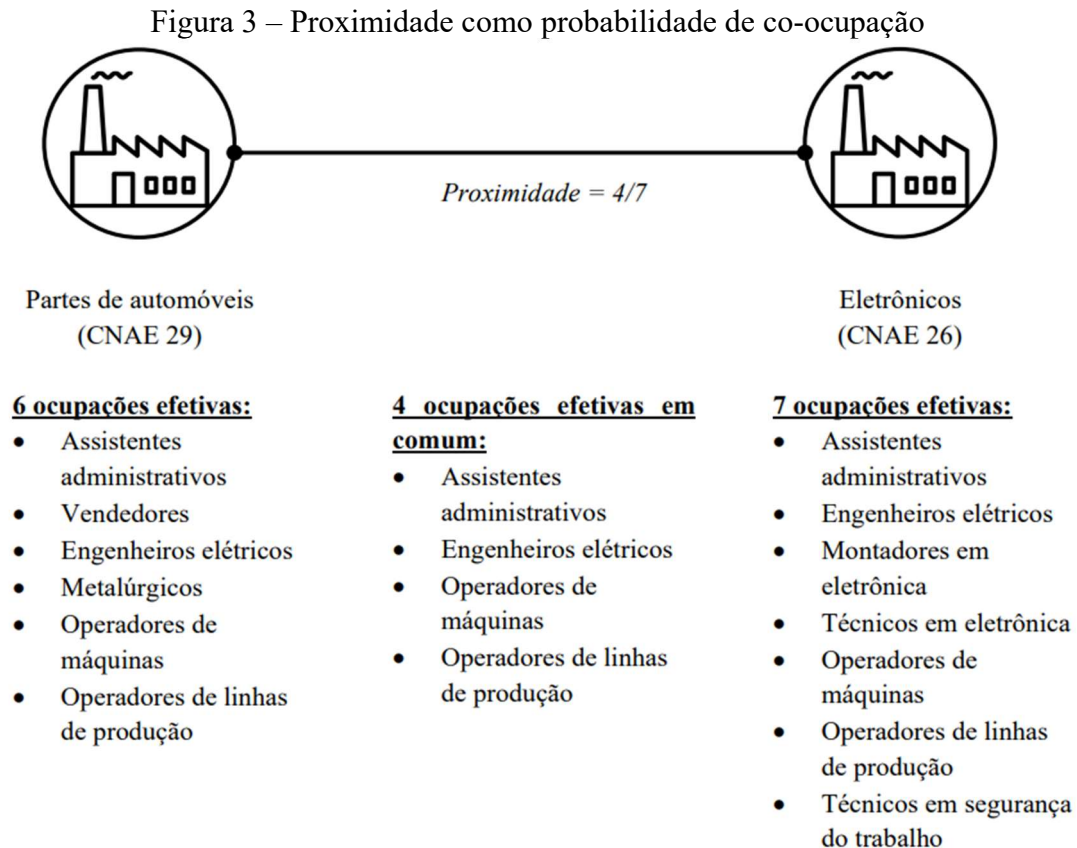 Figura 3 – Proximidade como probabilidade de co-ocupação
Proximidade = 4/7
Partes de automóveis
(CNAE 29)
Eletrônicos
(CNAE 26)
6 ocupações efetivas:
• Assistentes
administrativos
• Vendedores
• Engenheiros elétricos
• Metalúrgicos
• Operadores de
máquinas
• Operadores de linhas
de produção
4 ocupações efetivas em
comum:
• Assistentes
administrativos
• Engenheiros elétricos
• Operadores de
máquinas
• Operadores de linhas
de produção
7 ocupações efetivas:
• Assistentes
administrativos
• Engenheiros elétricos
• Montadores em
eletrônica
• Técnicos em eletrônica
• Operadores de
máquinas
• Operadores de linhas
de produção
• Técnicos em segurança
do trabalho